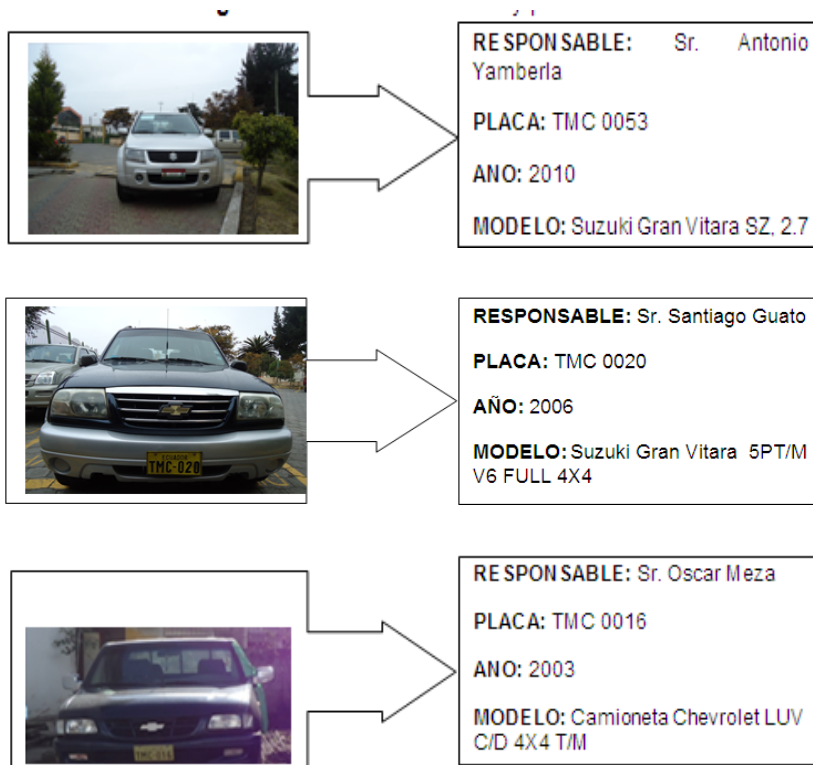 RESPONSABLE: Sr. Antonio
Yamberla
PLACA: TMC 0053
ANO: 2010
MODELO: Suzuki Gran Vitara SZ, 2.7
RESPONSABLE: Sr. Santiago Guato
PLACA: TMC 0020
AÑO: 2006
MODELO: Suzuki Gran Vitara 5PT/M
V6 FULL 4X4
ECUADOR
TMC-020
RESPONSABLE: Sr. Oscar Meza
PLACA: TMC 0016
ANO: 2003
MODELO: Camioneta Chevrolet LUV
C/D 4X4 T/M
TMC-016